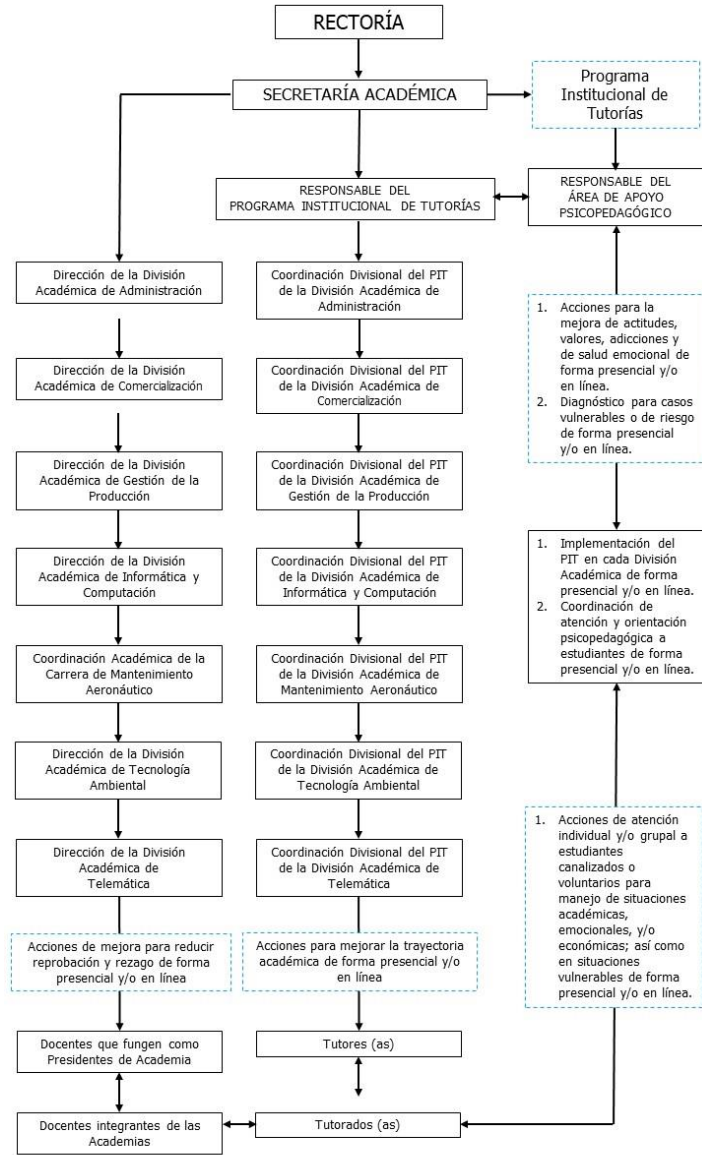 RECTORÍA
SECRETARÍA ACADÉMICA
Programa
Institucional de
Tutorías
RESPONSABLE DEL
PROGRAMA INSTITUCIONAL DE TUTORÍAS
RESPONSABLE DEL
ÁREA DE APOYO
PSICOPEDAGÓGICO
Dirección de la División
Académica de Administración
Dirección de la División
Académica de Comercialización
Dirección de la División
Académica de Gestión de la
Producción
Dirección de la División
Académica de Informática y
Computación
Coordinación Académica de la
Carrera de Mantenimiento
Aeronáutico
Dirección de la División
Académica de Tecnología
Ambiental
Dirección de la División
Académica de
Telemática
Acciones de mejora para reducir
reprobación y rezago de forma
presencial y/o en línea
Docentes que fungen como
Presidentes de Academia
Docentes integrantes de las
Academias
Coordinación Divisional del PIT
de la División Académica de
Administración
Coordinación Divisional del PIT
de la División Académica de
Comercialización
Coordinación Divisional del PIT
de la División Académica de
Gestión de la Producción
Coordinación Divisional del PIT
de la División Académica de
Informática y Computación
Coordinación Divisional del PIT
de la División Académica de
Mantenimiento Aeronáutico
Coordinación Divisional del PIT
de la División Académica de
Tecnología Ambiental
Coordinación Divisional del PIT
de la División Académica de
Telemática
Acciones para mejorar la trayectoria
académica de forma presencial y/o
en línea
Tutores (as)
Tutorados (as)
1. Acciones para la
mejora de actitudes,
valores, adicciones y
de salud emocional de
forma presencial y/o
en línea.
2. Diagnóstico para casos
vulnerables o de riesgo
de forma presencial
y/o en línea.
1. Implementación del
PIT en cada División
Académica de forma
presencial y/o en línea.
2. Coordinación de
atención y orientación
psicopedagógica a
estudiantes de forma
presencial y/o en línea.
1. Acciones de atención
individual y/o grupal a
estudiantes
canalizados o
voluntarios para
manejo de situaciones
académicas,
emocionales, y/o
económicas; así como
en situaciones
vulnerables de forma
presencial y/o en línea.